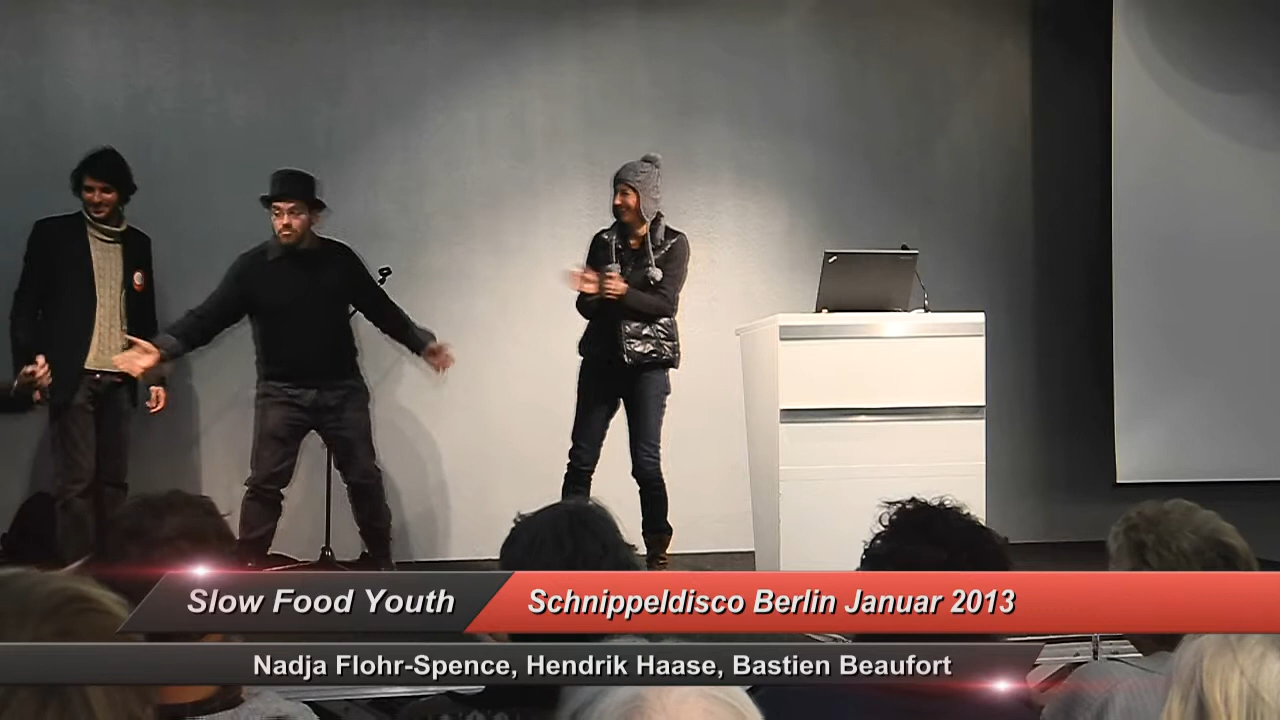 Slow Food Youth
Schnippeldisco Berlin Januar 2013
Nadja Flohr-Spence, Hendrik Haase, Bastien Beaufort